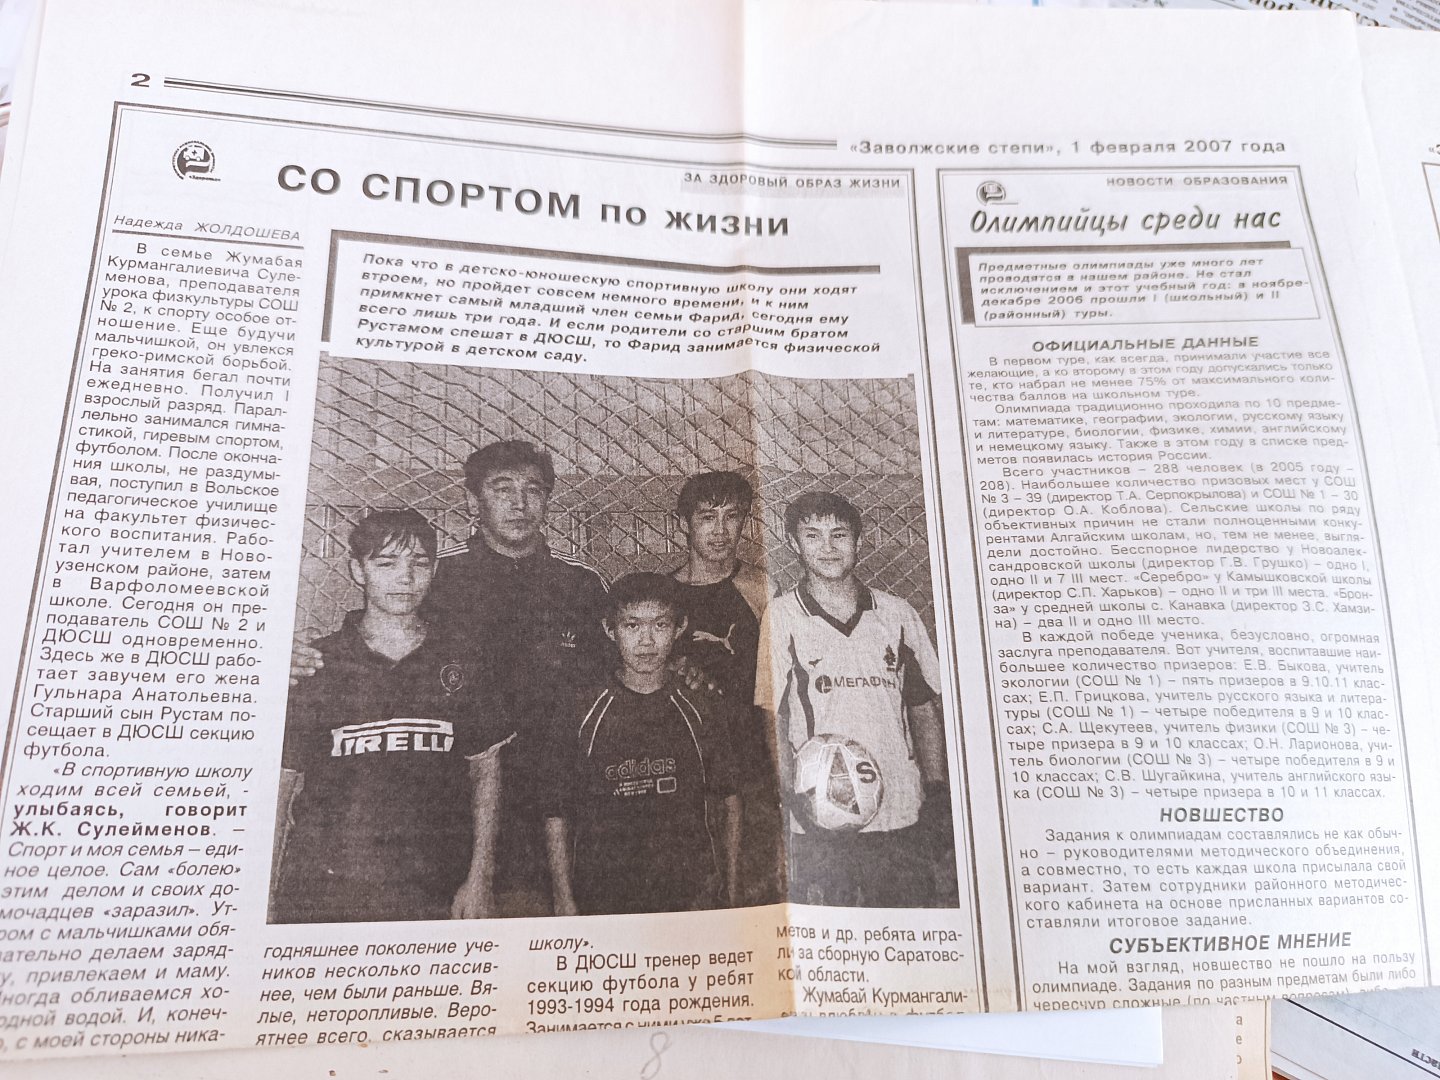 2
«Заволжские степи», 1 февраля 2007 года
«Здоровье»
ЗА ЗДОРОВЫЙ ОБРАЗ ЖИЗНИ
СО СПОРТОМ ПО ЖИЗНИ
Надежда ЖОЛДОШЕВА
В семье Жумабая
Курмангалиевича Суле-
менова, преподавателя
урока физкультуры СОШ
№ 2, к спорту особое от-
ношение. Еще будучи
мальчишкой, он увлекся
греко-римской борьбой.
На занятия бегал почти
ежедневно. Получил I
взрослый разряд. Парал-
лельно занимался гимна-
стикой, гиревым спортом,
футболом. После оконча-
ния школы, не раздумы-
вая, поступил в Вольское
педагогическое училище
на факультет физичес-
кого воспитания. Рабо-
тал учителем в Ново-
узенском районе, затем
в Варфоломеевской
школе. Сегодня он пре-
подаватель СОШ № 2 и
ДЮСШ одновременно.
Здесь же в ДЮСШ рабо-
тает завучем его жена
Гульнара Анатольевна.
Старший сын Рустам по-
сещает в ДЮСШ секцию
футбола.
«В спортивную школу
ходим всей семьей, -
улыбаясь, говорит
Ж.К. Сулейменов. –
Спорт и моя семья – еди-
ное целое. Сам «болею»
этим делом и своих до-
мочадцев «заразил». Ут-
ром с мальчишками обя-
зательно делаем заряд-
ку, привлекаем и маму.
Иногда обливаемся хо-
лодной водой. И, конеч-
но, с моей стороны ника-
Пока что в детско-юношескую спортивную школу они ходят
втроем, но пройдет совсем немного времени, и к ним
примкнет самый младший член семьи Фарид, сегодня ему
всего лишь три года. И если родители со старшим братом
Рустамом спешат в ДЮСШ, то Фарид занимается физической
культурой в детском саду.
PIRELLI
adidas
МЕГАФОН
AS
годняшнее поколение уче-
ников несколько пассив-
нее, чем были раньше. Вя-
лые, неторопливые. Веро-
ятнее всего, сказывается
школу».
В ДЮСШ тренер ведет
секцию футбола у ребят
1993-1994 года рождения.
Занимается с ними уже 5 лет
метов и др. ребята игра-
ли за сборную Саратовс-
кой области.
Жумабай Курмангали-
НОВОСТИ ОБРАЗОВАНИЯ
Олимпийцы среди нас
Предметные олимпиады уже много лет
проводятся в нашем районе. Не стал
исключением и этот учебный год: в ноябре-
декабре 2006 прошли I (школьный) и II
(районный) туры.
ОФИЦИАЛЬНЫЕ ДАННЫЕ
В первом туре, как всегда, принимали участие все
желающие, а ко второму в этом году допускались только
те, кто набрал не менее 75% от максимального коли-
чества баллов на школьном туре.
Олимпиада традиционно проходила по 10 предме-
там: математике, географии, экологии, русскому языку
и литературе, биологии, физике, химии, английскому
и немецкому языку. Также в этом году в списке пред-
метов появилась история России.
Всего участников – 288 человек (в 2005 году –
208). Наибольшее количество призовых мест у СОШ
№ 3 – 39 (директор Т.А. Серпокрылова) и СОШ № 1 – 30
(директор О.А. Коблова). Сельские школы по ряду
объективных причин не стали полноценными конку-
рентами Алгайским школам, но, тем не менее, выгля-
дели достойно. Бесспорное лидерство у Новоалек-
сандровской школы (директор Г.В. Грушко) – одно I,
одно II и 7 III мест. «Серебро» у Камышковской школы
(директор С.П. Харьков) – одно II и три III места. «Брон-
за» у средней школы с. Канавка (директор З.С. Хамзи-
на) – два II и одно III место.
В каждой победе ученика, безусловно, огромная
заслуга преподавателя. Вот учителя, воспитавшие наи-
большее количество призеров: Е.В. Быкова, учитель
экологии (СОШ № 1) – пять призеров в 9.10.11 клас-
сах; Е.П. Грицкова, учитель русского языка и литера-
туры (СОШ № 1) – четыре победителя в 9 и 10 клас-
сах; С.А. Щекутеев, учитель физики (СОШ № 3) – че-
тыре призера в 9 и 10 классах; О.Н. Ларионова, учи-
тель биологии (СОШ № 3) – четыре победителя в 9 и
10 классах; С.В. Шугайкина, учитель английского язы-
ка (СОШ № 3) – четыре призера в 10 и 11 классах.
НОВШЕСТВО
Задания к олимпиадам составлялись не как обыч-
но – руководителями методического объединения,
а совместно, то есть каждая школа присылала свой
вариант. Затем сотрудники районного методичес-
кого кабинета на основе присланных вариантов со-
ставляли итоговое задание.
СУБЪЕКТИВНОЕ МНЕНИЕ
На мой взгляд, новшество не пошло на пользу
олимпиаде. Задания по разным предметам были либо
чересчур сложные (по частным вопросам), либо
8